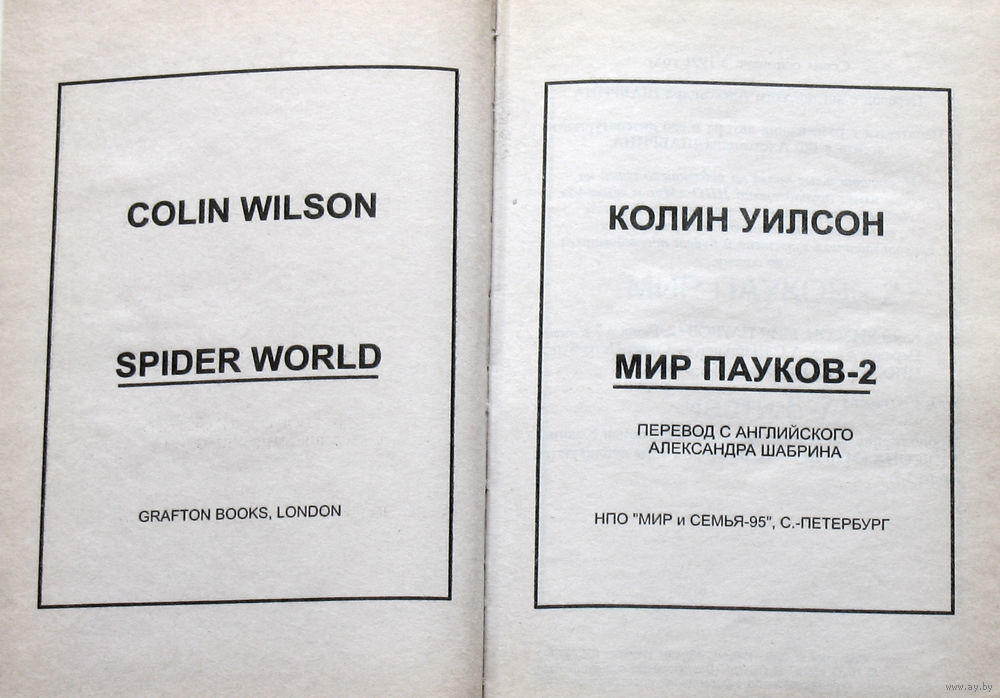 COLIN WILSON
SPIDER WORLD
GRAFTON BOOKS, LONDON
КОЛИН УИЛСОН
МИР ПАУКОВ-2
ПЕРЕВОД С АНГЛИЙСКОГО
АЛЕКСАНДРА ШАБРИНА
НПО "МИР и СЕМЬЯ-95", С.-ПЕТЕРБУРГ
www.ay.by